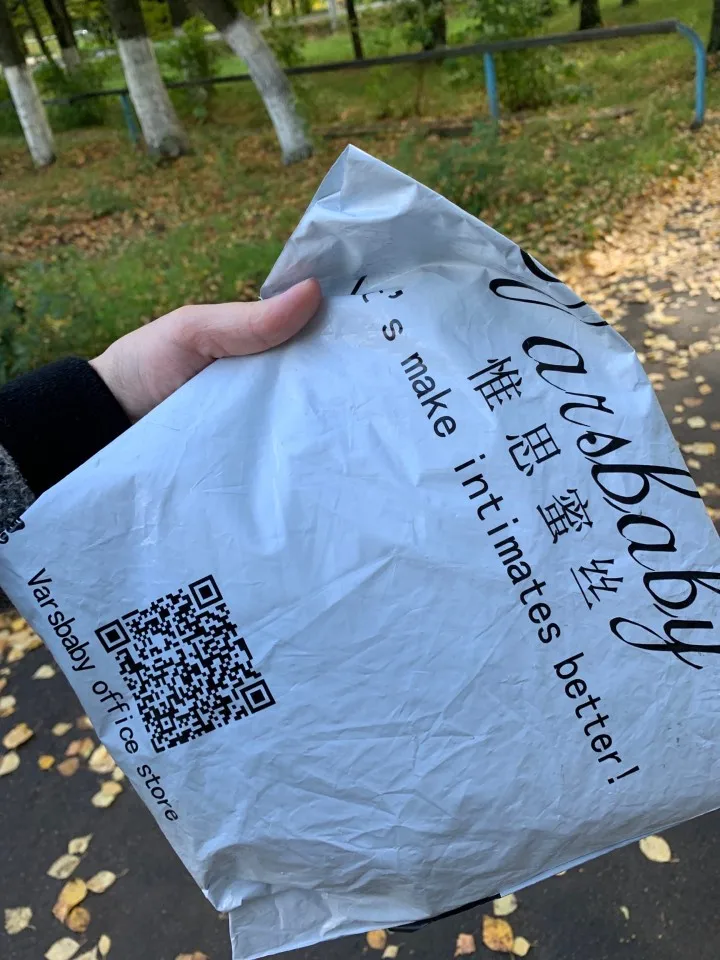 Varsbaby
惟思蜜丝
's make intimates better!
Varsbaby office store